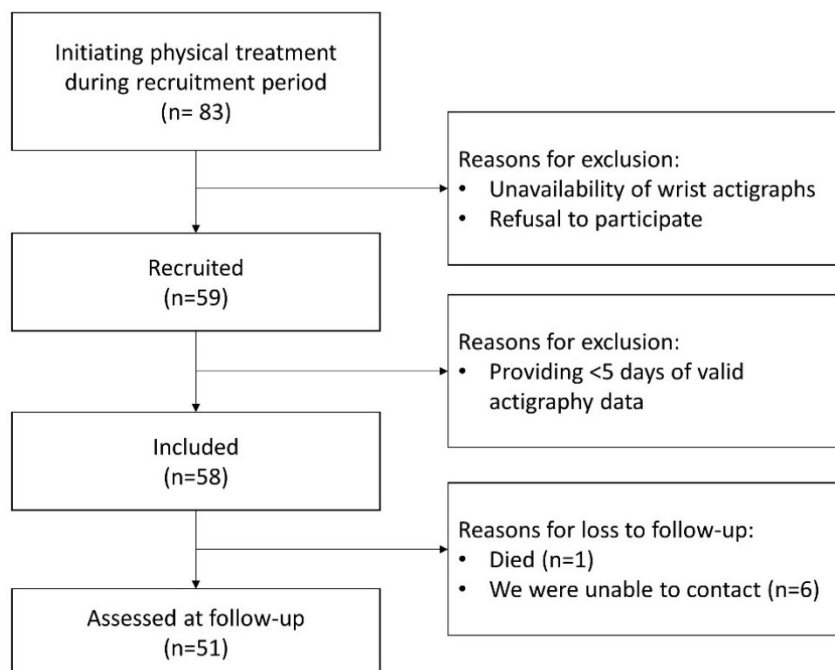 Initiating physical treatment
during recruitment period
(n= 83)
Reasons for exclusion:
• Unavailability of wrist actigraphs
• Refusal to participate
Recruited
(n=59)
Reasons for exclusion:
• Providing <5 days of valid
actigraphy data
Included
(n=58)
Reasons for loss to follow-up:
• Died (n=1)
• We were unable to contact (n=6)
Assessed at follow-up
(n=51)